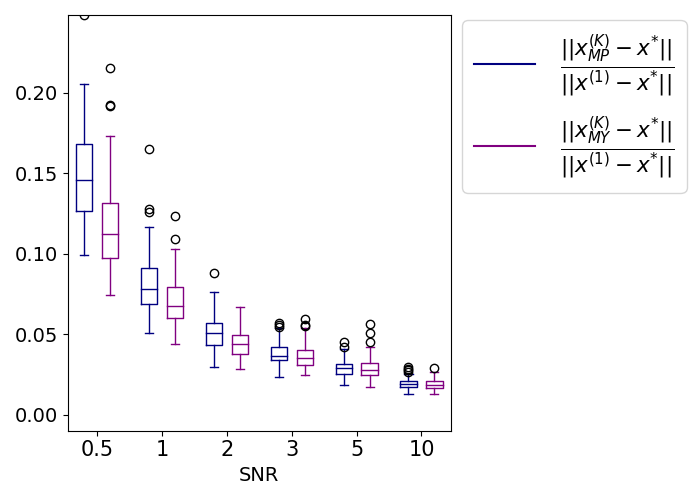 0.20
0.15
0.10
0.05
0.00
0.5 1 2 3 5 10
SNR
||x_{MP}^{(K)} − x^*||
||x^{(1)} − x^*||
||x_{MY}^{(K)} − x^*||
||x^{(1)} − x^*||